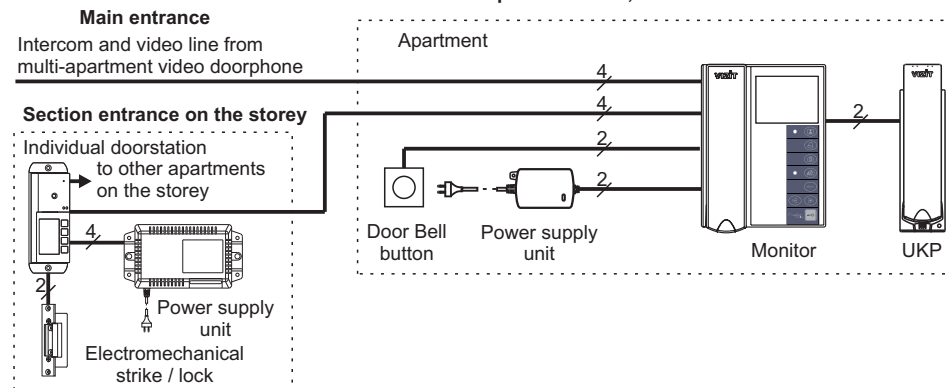 Main entrance
Intercom and video line from
multi-apartment video doorphone
Section entrance on the storey
Individual doorstation
to other apartments
on the storey
4
2
Power supply
unit
Electromechanical
strike / lock
Apartment
4
4
2
2
2
VIZIT
VIZIT
Door Bell
button
Power supply
unit
Monitor
UKP